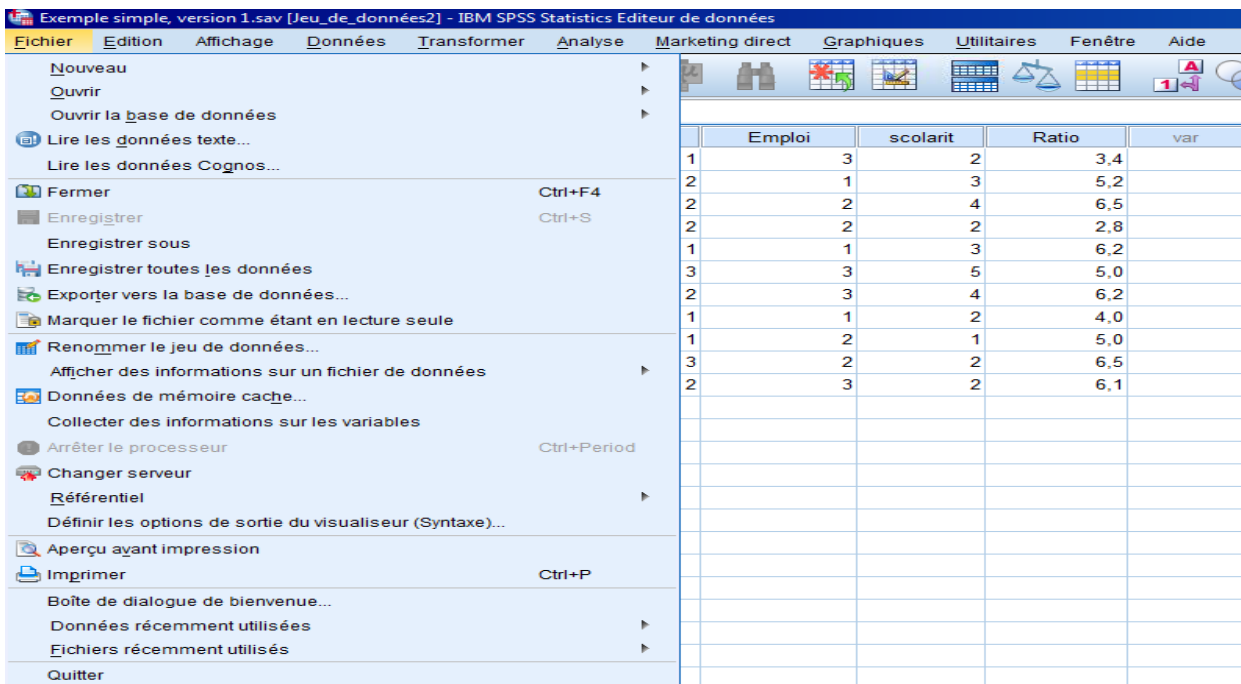 Exemple simple, version 1.sav [Jeu_de_données2] - IBM SPSS Statistics Editeur de données
Fichier Edition Affichage Données Transformer Analyse Marketing direct Graphiques Utilitaires Fenêtre Aide
Nouveau
Ouvrir
Ouvrir la base de données
Lire les données texte...
Lire les données Cognos...
Fermer Ctrl+F4
Enregistrer Ctrl+S
Enregistrer sous
Enregistrer toutes les données
Exporter vers la base de données...
Marquer le fichier comme étant en lecture seule
Renommer le jeu de données...
Afficher des informations sur un fichier de données
Données de mémoire cache...
Collecter des informations sur les variables
Arrêter le processeur Ctrl+Period
Changer serveur
Référentiel
Définir les options de sortie du visualiseur (Syntaxe)...
Aperçu avant impression
Imprimer Ctrl+P
Boîte de dialogue de bienvenue...
Données récemment utilisées
Fichiers récemment utilisés
Quitter
A
1
Emploi scolarit Ratio var
1 3 2 3,4
2 1 3 5,2
2 2 4 6,5
2 2 2 2,8
1 1 3 6,2
3 3 5 5,0
2 3 4 6,2
1 1 2 4,0
1 2 1 5,0
3 2 2 6,5
2 3 2 6,1